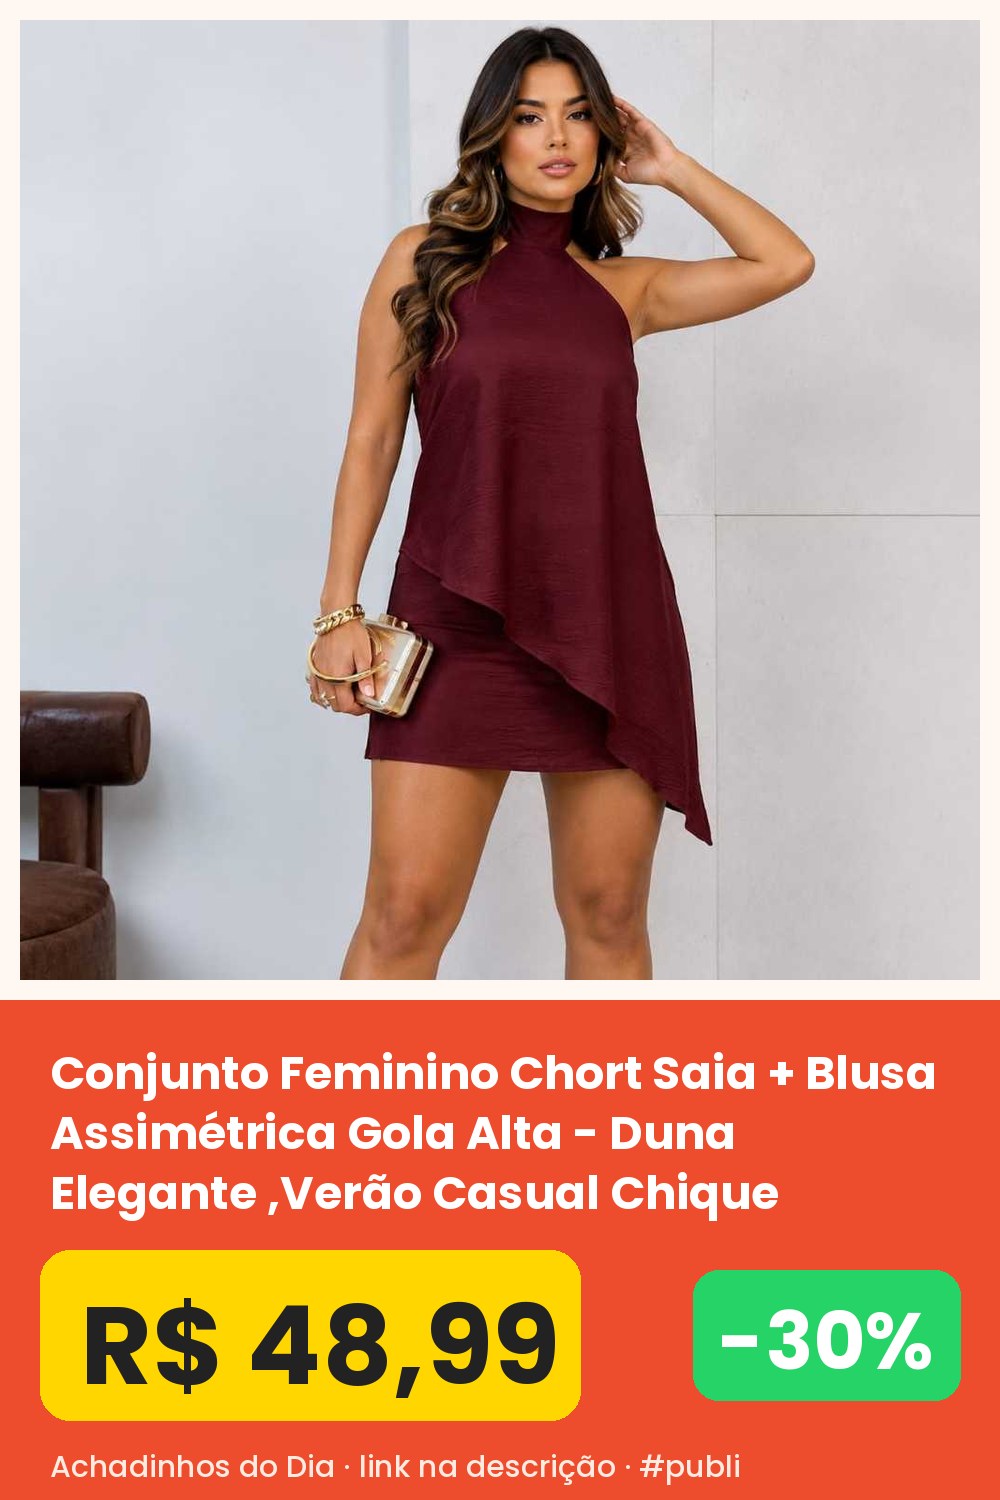 Conjunto Feminino Chort Saia + Blusa
Assimétrica Gola Alta - Duna
Elegante ,Verão Casual Chique
R$ 48,99
-30%
Achadinhos do Dia · link na descrição · #publi